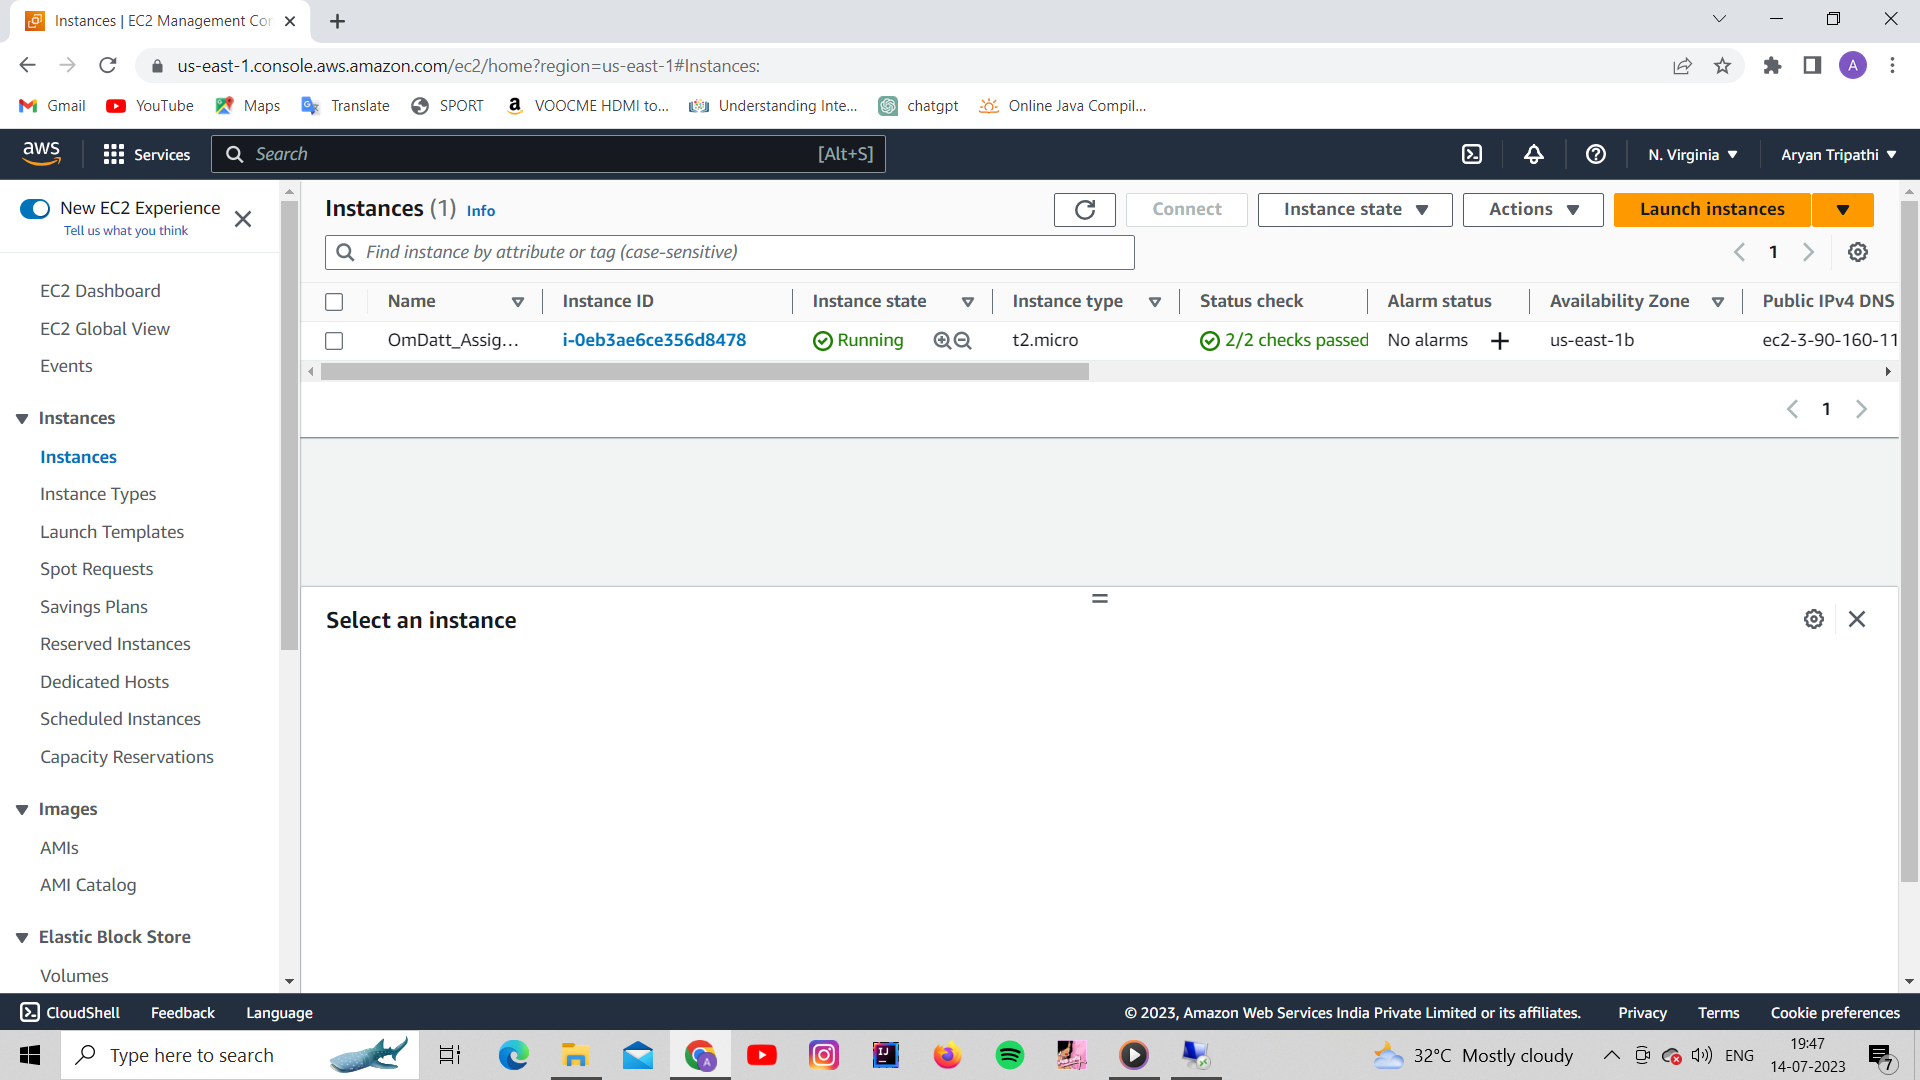 Instances | EC2 Management Con
us-east-1.console.aws.amazon.com/ec2/home?region=us-east-1#Instances:
A
Gmail YouTube Maps Translate SPORT VOOCME HDMI to... Understanding Inte... chatgpt Online Java Compil...
aws Services Search [Alt+S] N. Virginia Aryan Tripathi
New EC2 Experience
Tell us what you think
EC2 Dashboard
EC2 Global View
Events
Instances
Instances
Instance Types
Launch Templates
Spot Requests
Savings Plans
Reserved Instances
Dedicated Hosts
Scheduled Instances
Capacity Reservations
Images
AMIs
AMI Catalog
Elastic Block Store
Volumes
Instances (1) Info Connect Instance state Actions Launch instances
Find instance by attribute or tag (case-sensitive) 1
Name Instance ID Instance state Instance type Status check Alarm status Availability Zone Public IPv4 DNS
OmDatt_Assig... i-0eb3ae6ce356d8478 Running t2.micro 2/2 checks passed No alarms us-east-1b ec2-3-90-160-11
1
Select an instance
CloudShell Feedback Language © 2023, Amazon Web Services India Private Limited or its affiliates. Privacy Terms Cookie preferences
Type here to search A IJ 32°C Mostly cloudy ENG 19:47
14-07-2023 7